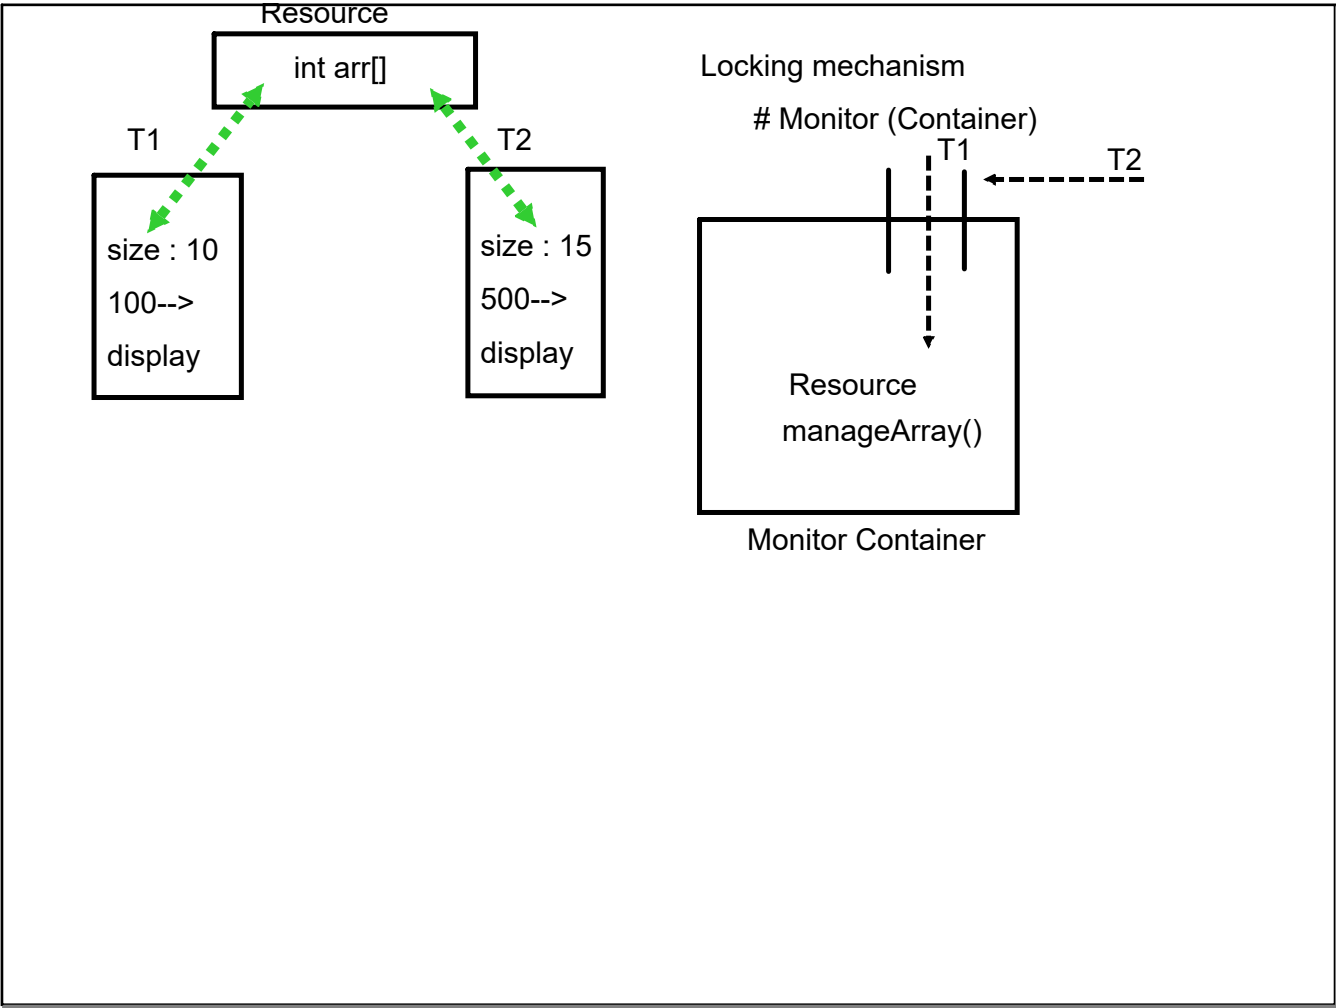 Resource
int arr[]
T1
T2
size : 10
100-->
display
size : 15
500-->
display
Locking mechanism
# Monitor (Container)
T1
T2
Resource
manageArray()
Monitor Container